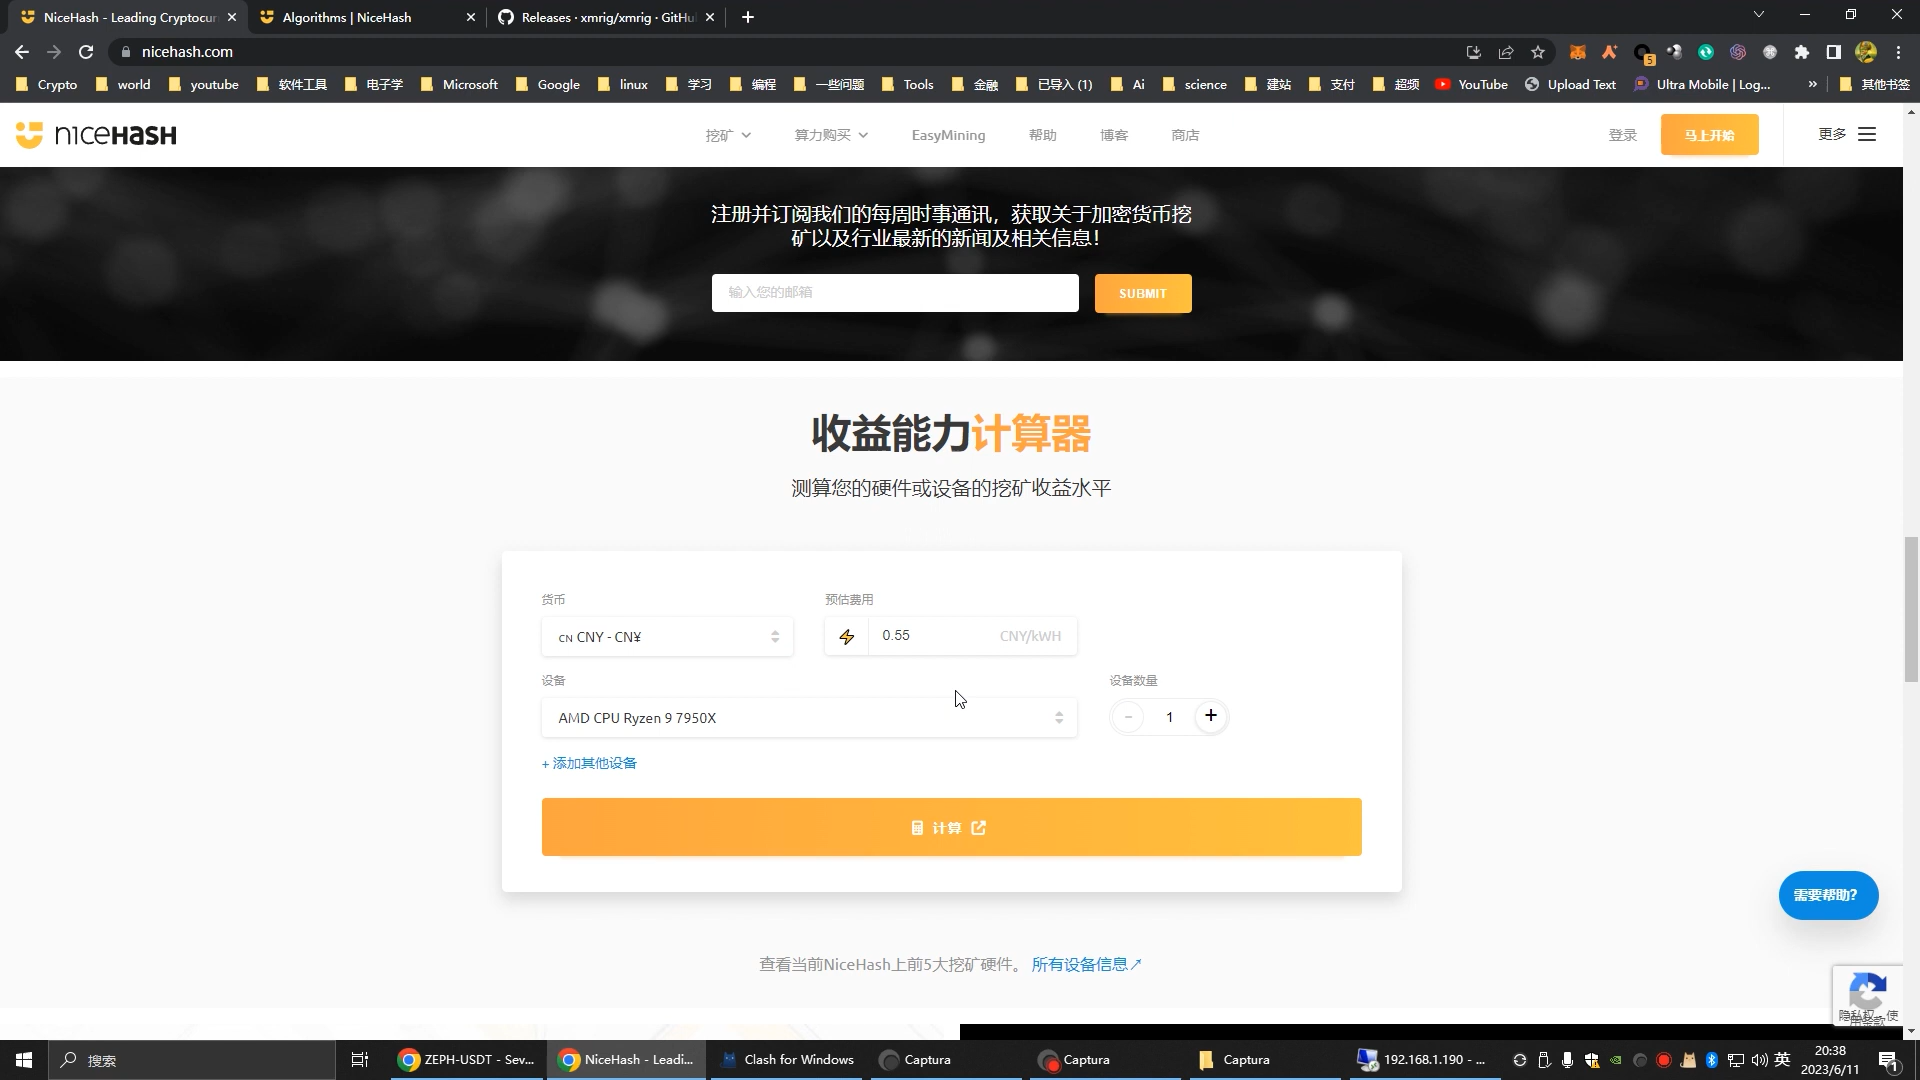 NiceHash - Leading Cryptocur
Algorithms | NiceHash
Releases · xmrig/xmrig · GitHu
nicehash.com
5
Crypto
world
youtube
软件工具
电子学
Microsoft
Google
linux
学习
编程
一些问题
Tools
金融
已导入 (1)
Ai
science
建站
支付
超频
YouTube
Upload Text
Ultra Mobile | Log...
»
其他书签
niceHash
挖矿
算力购买
EasyMining
帮助
博客
商店
登录
马上开始
更多
注册并订阅我们的每周时事通讯，获取关于加密货币挖
矿以及行业最新的新闻及相关信息！
输入您的邮箱
SUBMIT
收益能力计算器
测算您的硬件或设备的挖矿收益水平
货币
预估费用
CN CNY - CN¥
0.55
CNY/kWH
设备
设备数量
AMD CPU Ryzen 9 7950X
- 1 +
+ 添加其他设备
计算
需要帮助?
查看当前NiceHash上前5大挖矿硬件。 所有设备信息↗
隐私权 - 使
用条款
搜索
ZEPH-USDT - Sev...
NiceHash - Leadi...
Clash for Windows
Captura
Captura
Captura
192.168.1.190 - ...
英
20:38
2023/6/11
1